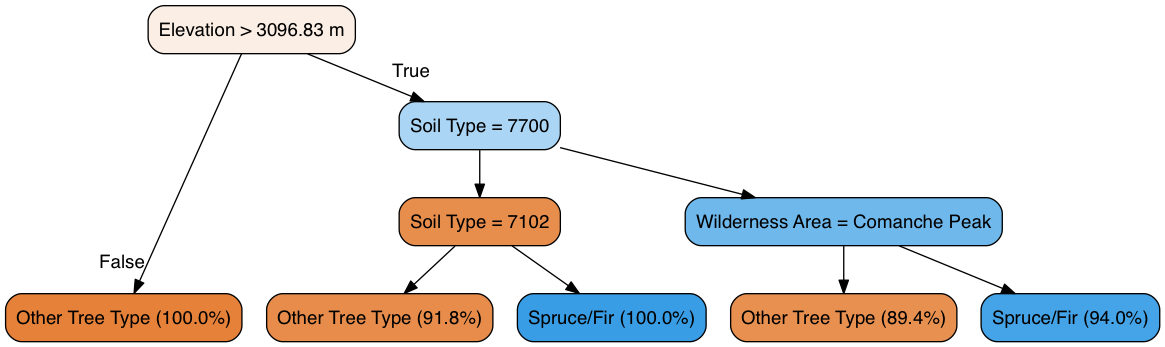 Elevation > 3096.83 m
True
Soil Type = 7700
Soil Type = 7102
Wilderness Area = Comanche Peak
False
Other Tree Type (100.0%)
Other Tree Type (91.8%)
Spruce/Fir (100.0%)
Other Tree Type (89.4%)
Spruce/Fir (94.0%)